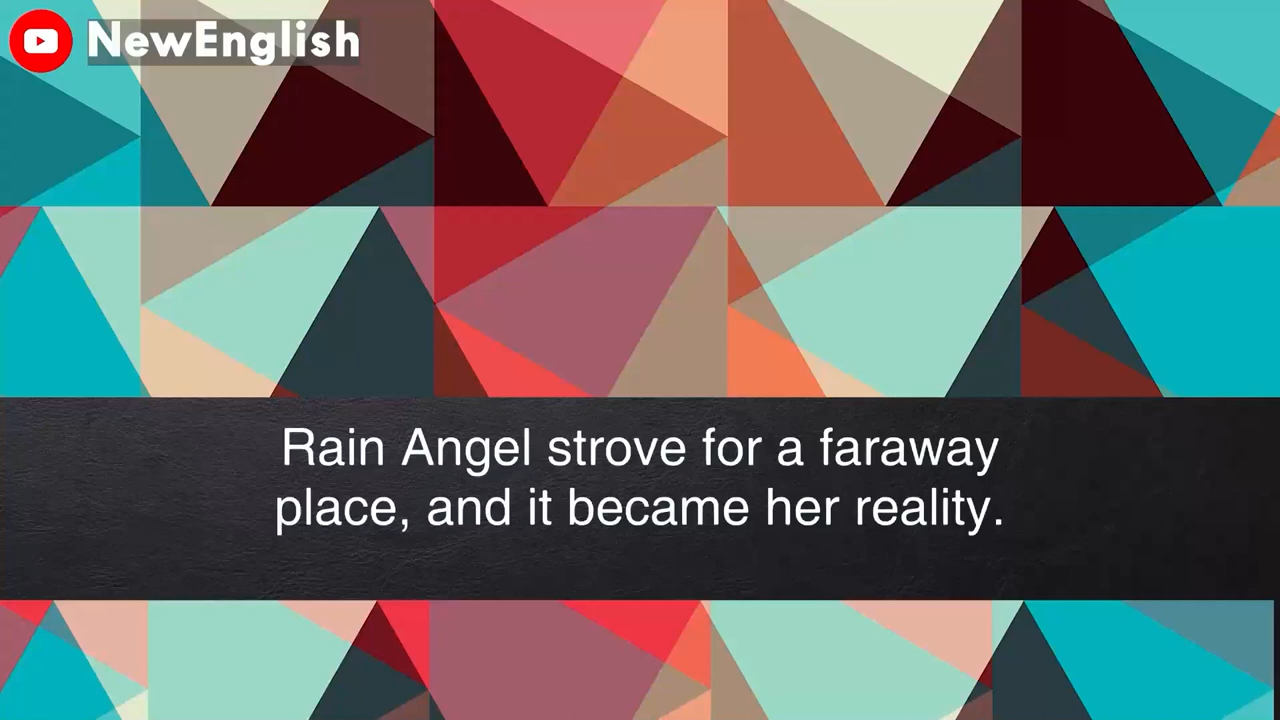 NewEnglish
Rain Angel strove for a faraway
place, and it became her reality.